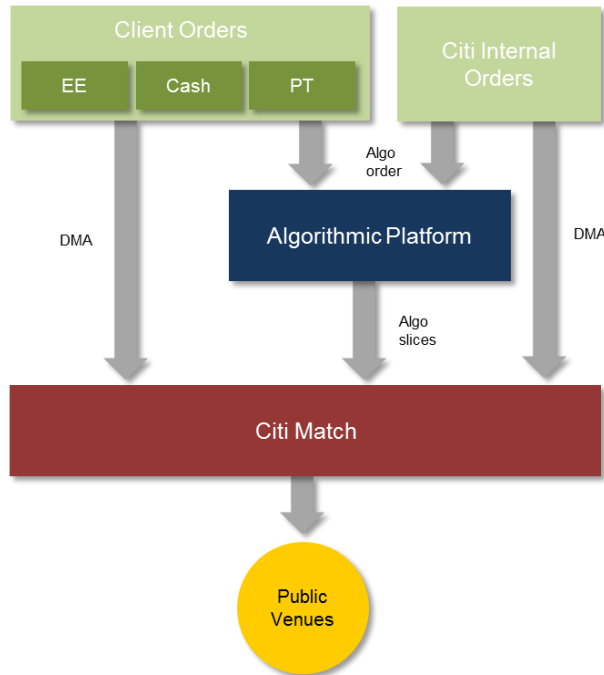 Client Orders
EE
Cash
PT
Citi Internal
Orders
Algo
order
DMA
Algorithmic Platform
DMA
Algo
slices
Citi Match
Public
Venues